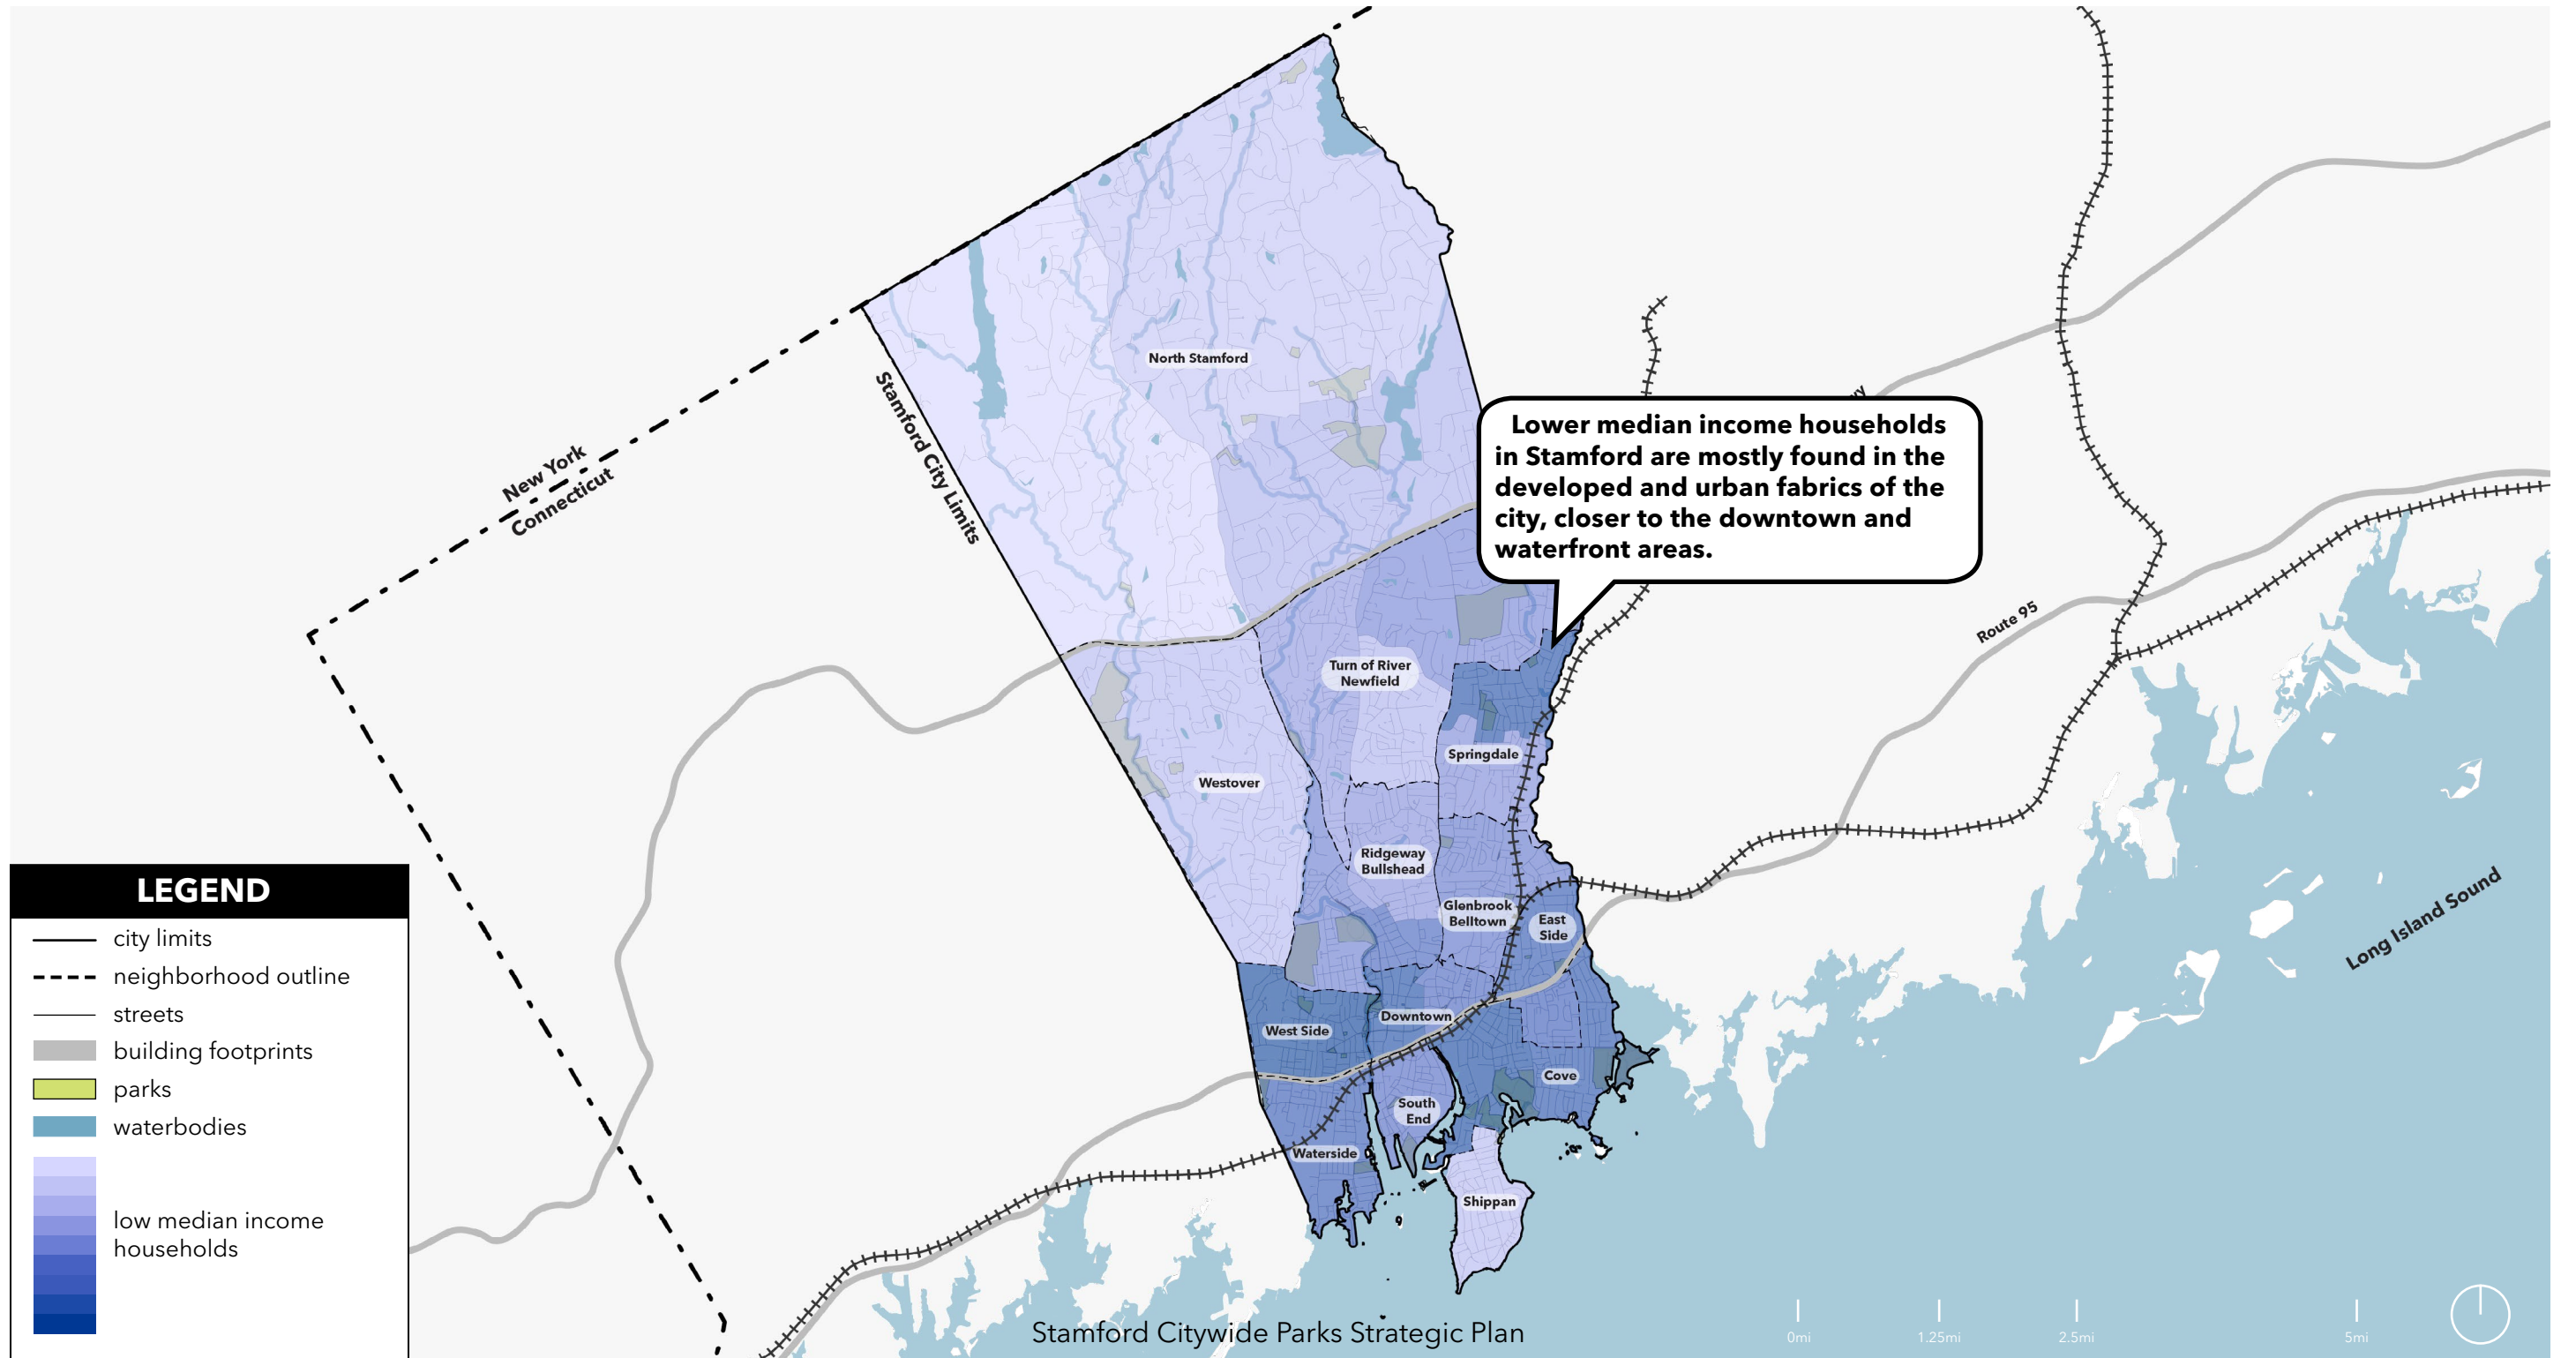 New York
Connecticut
Stamford City Limits
North Stamford
Lower median income households
in Stamford are mostly found in the
developed and urban fabrics of the
city, closer to the downtown and
waterfront areas.
Route 95
Turn of River
Newfield
Springdale
Westover
Ridgeway
Bullshead
Glenbrook
Belltown
East
Side
Long Island Sound
West Side
Downtown
Cove
South
End
Waterside
Shippan
LEGEND
city limits
neighborhood outline
streets
building footprints
parks
waterbodies
low median income
households
Stamford Citywide Parks Strategic Plan
0mi
1.25mi
2.5mi
5mi